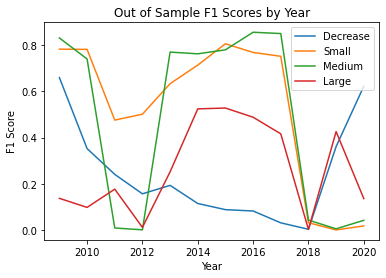 Out of Sample F1 Scores by Year
Decrease
Small
Medium
Large
F1 Score
0.8
0.6
0.4
0.2
0.0
2010
2012
2014
2016
2018
2020
Year